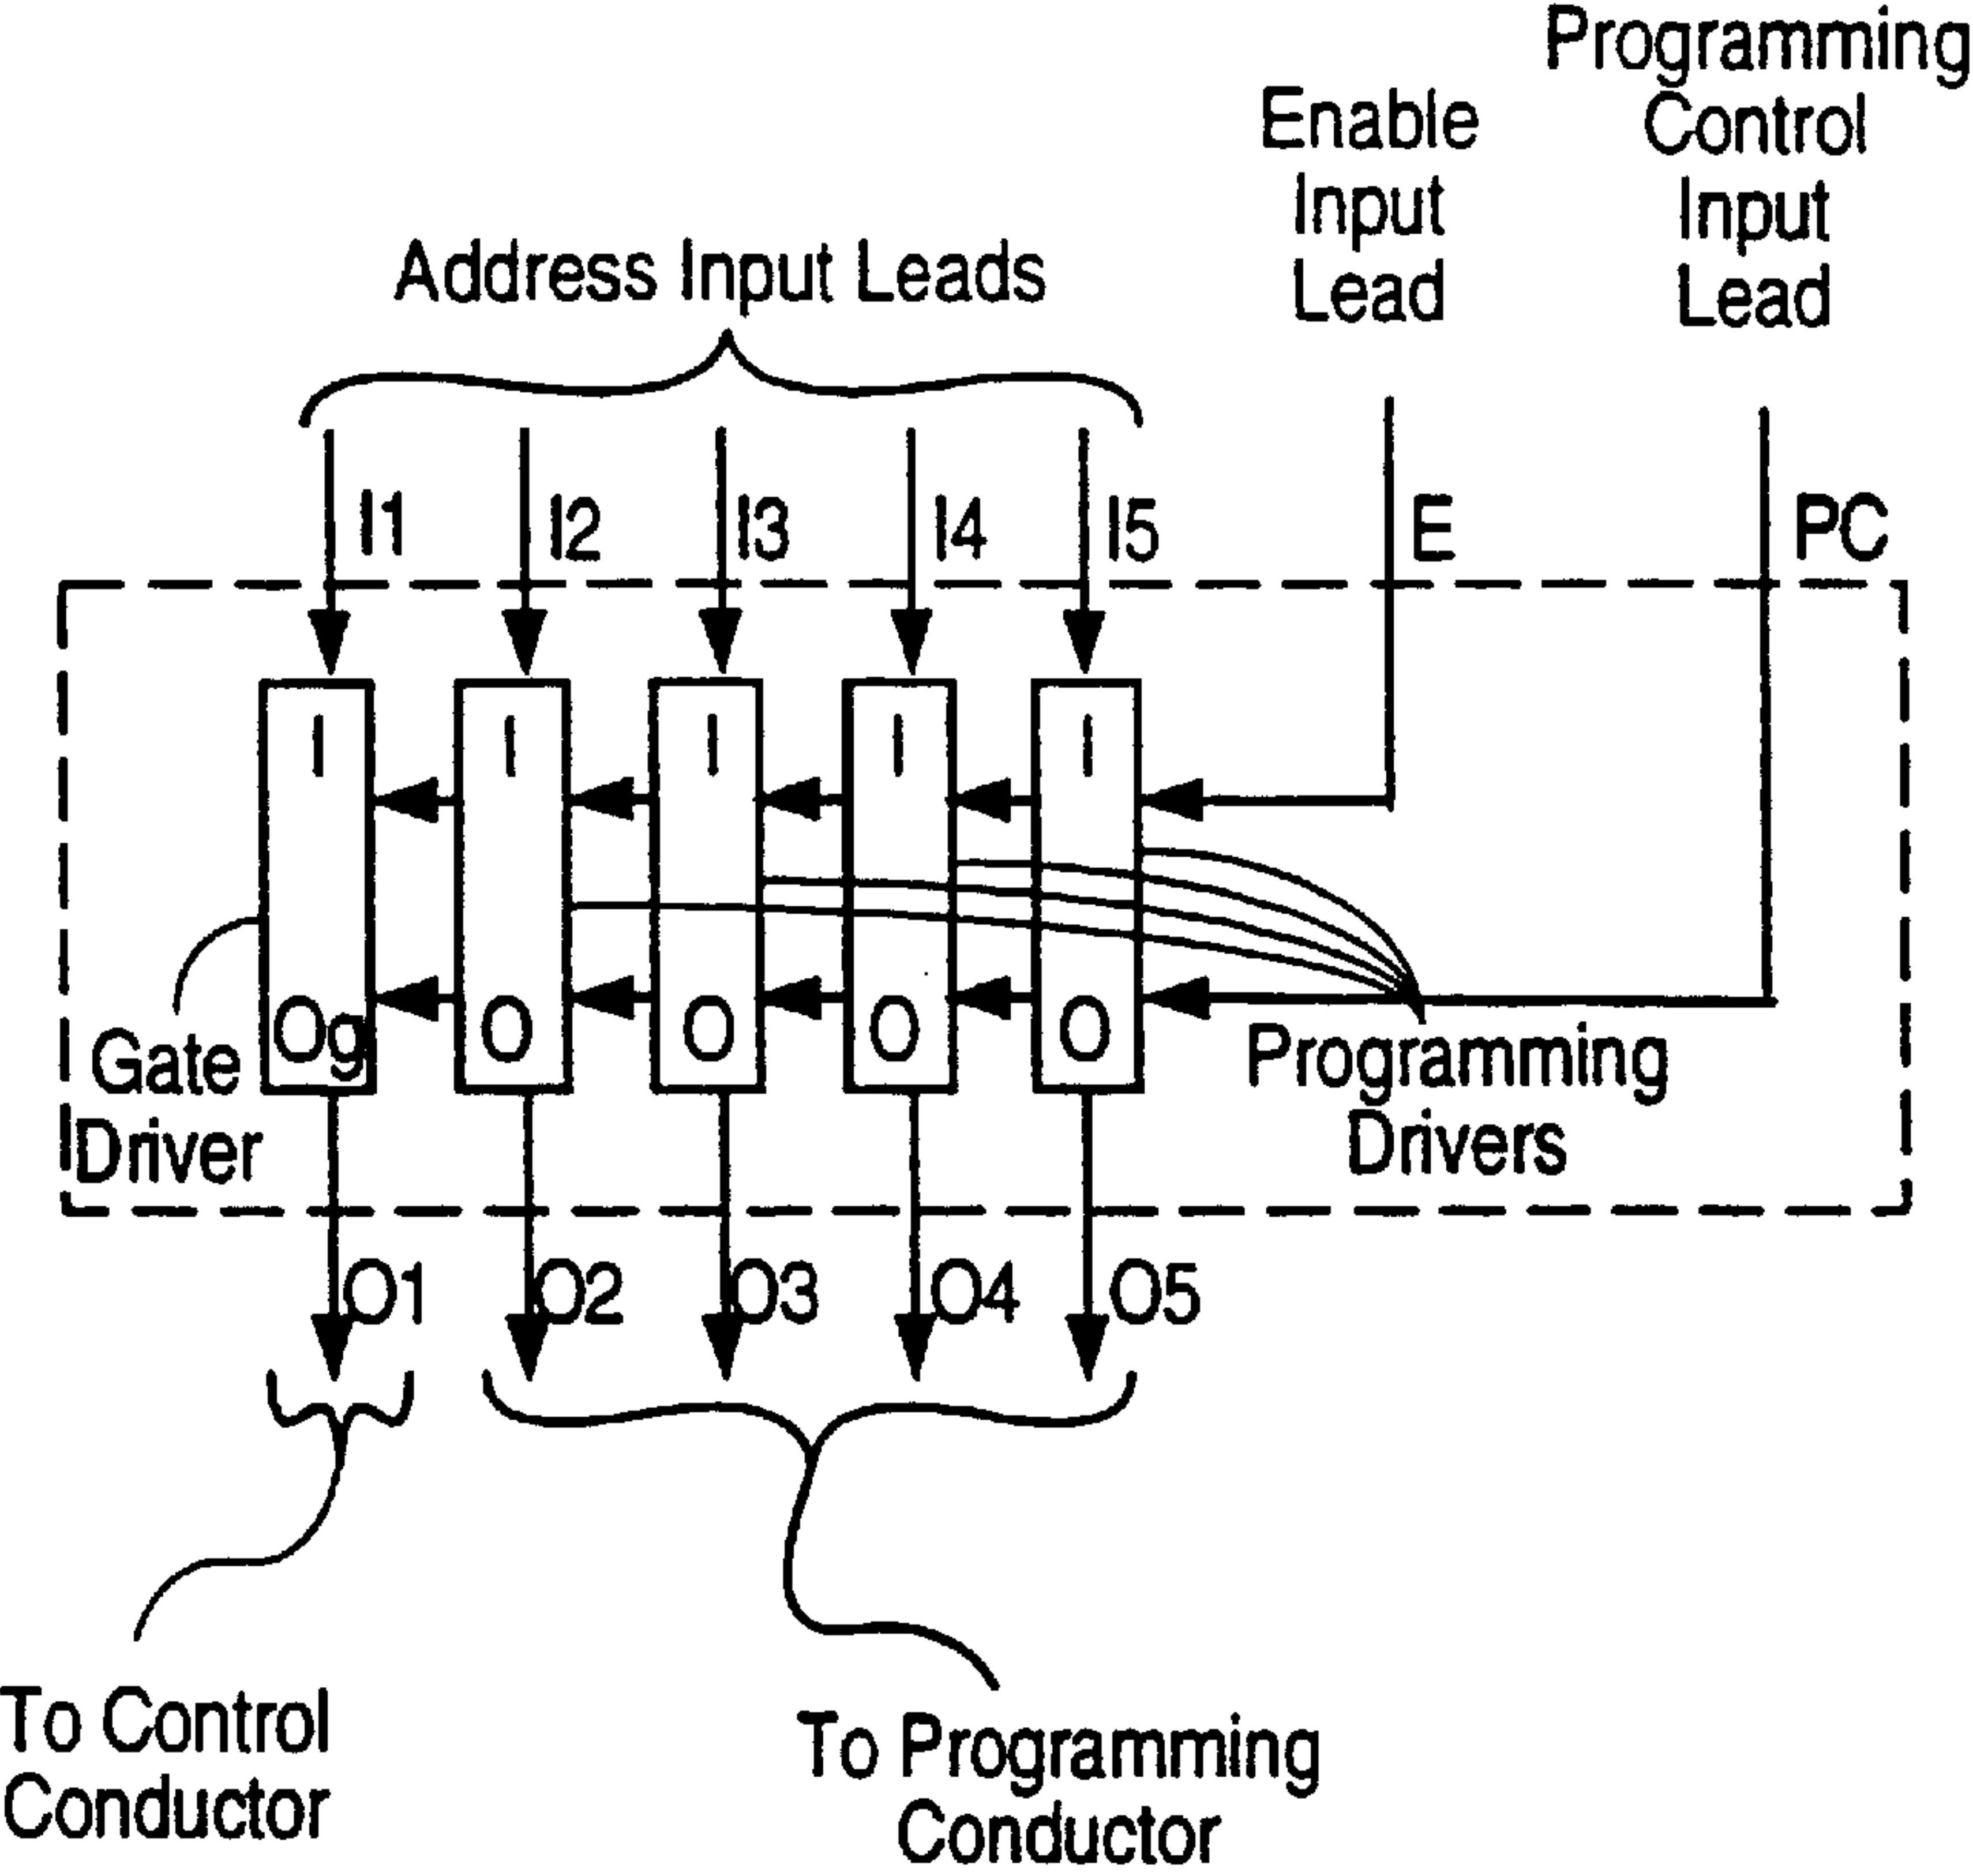 Programming
Control
Input
Lead
Enable
Input
Lead
Address Input Leads
I1
I2
I3
I4
I5
E
PC
I
I
I
I
I
Og
O
O
O
O
Gate
Driver
Programming
Drivers
O1
O2
O3
O4
O5
To Control
Conductor
To Programming
Conductor